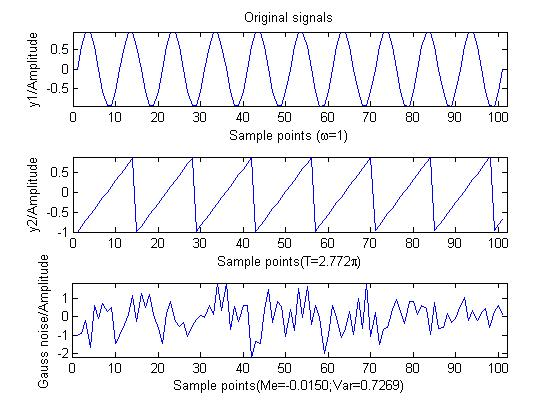 Original signals
y1/Amplitude
0.5
0
-0.5
0 10 20 30 40 50 60 70 80 90 100
Sample points (ω=1)
y2/Amplitude
0.5
0
-0.5
-1
0 10 20 30 40 50 60 70 80 90 100
Sample points(T=2.772π)
Gauss noise/Amplitude
1
0
-1
-2
0 10 20 30 40 50 60 70 80 90 100
Sample points(Me=-0.0150;Var=0.7269)